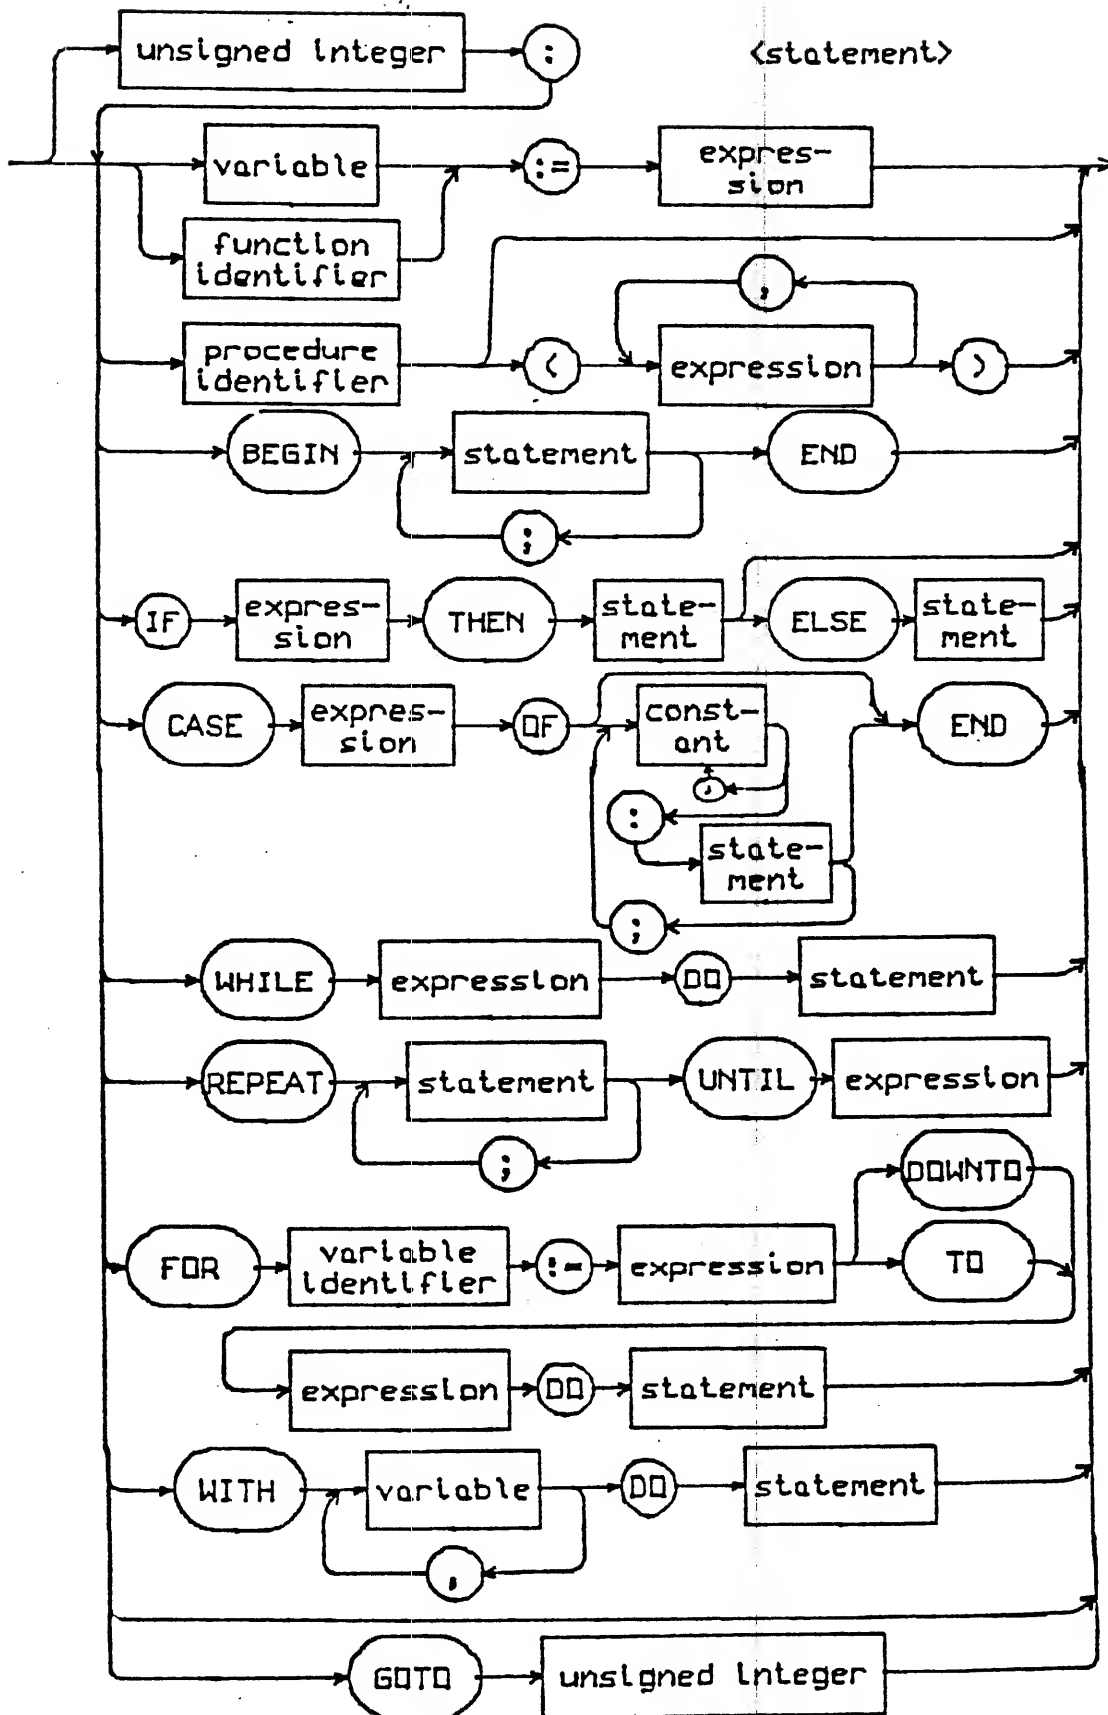 unsigned integer : <statement>
variable := expres-
sion
function
identifier
,
procedure
identifier ( expression )
BEGIN statement END
;
IF expres-
sion THEN state-
ment ELSE state-
ment
CASE expres-
sion OF const-
ant END
,
:
state-
ment
;
WHILE expression DO statement
REPEAT statement UNTIL expression
;
DOWNTO
FOR variable
identifier := expression TO
expression DO statement
WITH variable DO statement
,
GOTO unsigned integer